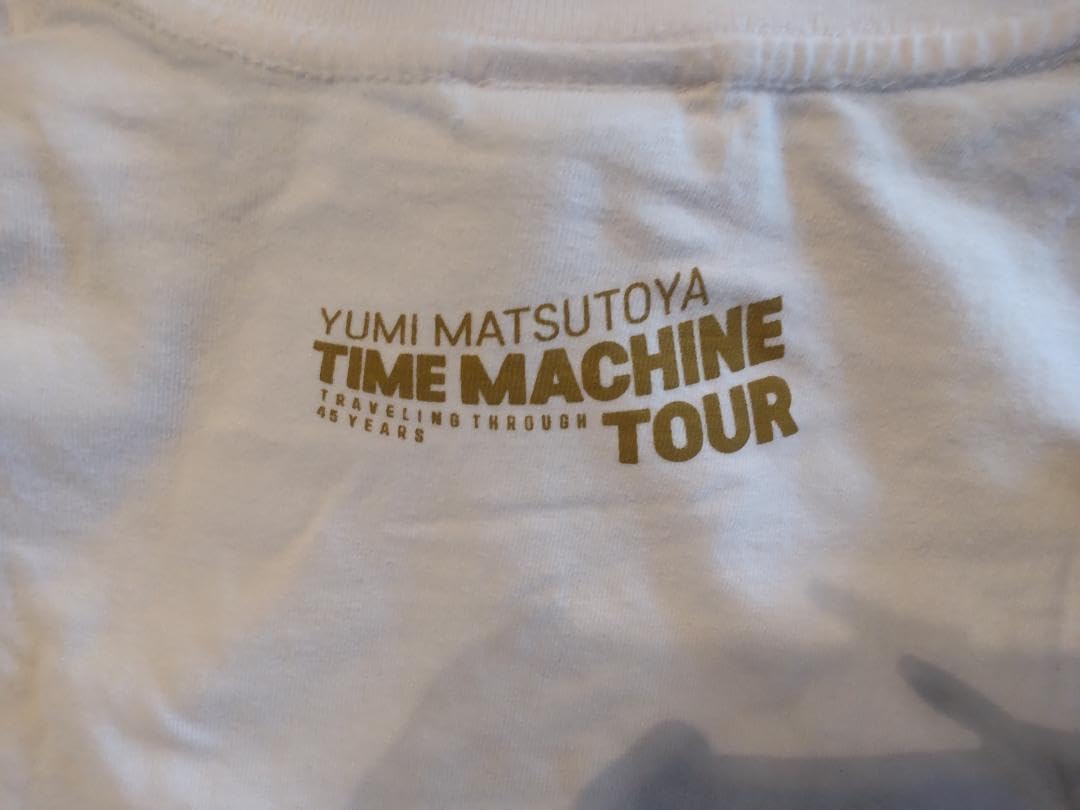 YUMI MATSUTOYA
TIME MACHINE
TRAVELING THROUGH
45 YEARS
TOUR